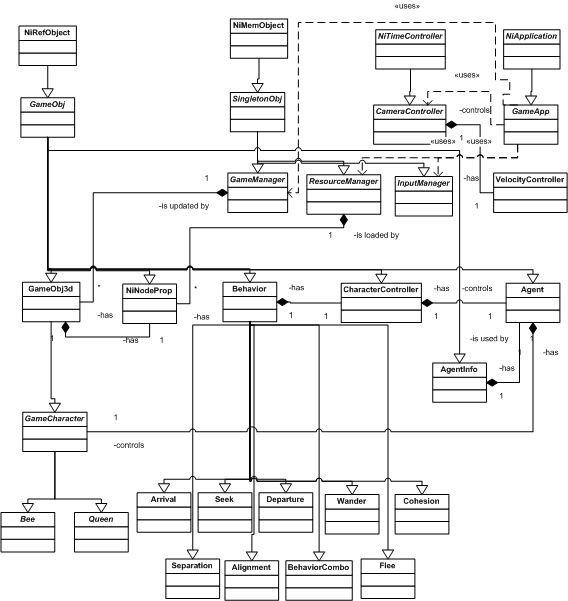 «uses»
NiRefObject
NiMemObject
NiTimeController
NiApplication
«uses»
GameObj
SingletonObj
CameraController
-controls
GameApp
1
«uses»
«uses»
1
GameManager
ResourceManager
InputManager
-has
VelocityController
-is updated by
1
1
-is loaded by
GameObj3d
*
NiNodeProp
*
Behavior
-has
CharacterController
-has
-controls
Agent
-has
-has
1
1
1
1
1
-has
1
-is used by
1
1
-has
AgentInfo
-has
1
GameCharacter
1
-controls
Arrival
Seek
Departure
Wander
Cohesion
Bee
Queen
Separation
Alignment
BehaviorCombo
Flee